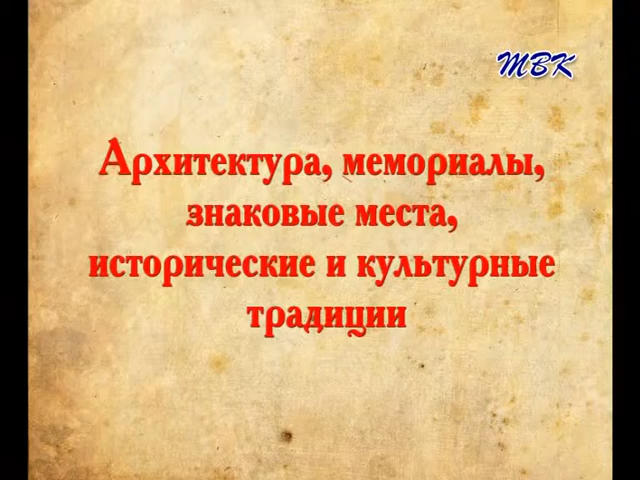 ТВК
Архитектура, мемориалы,
знаковые места,
исторические и культурные
традиции